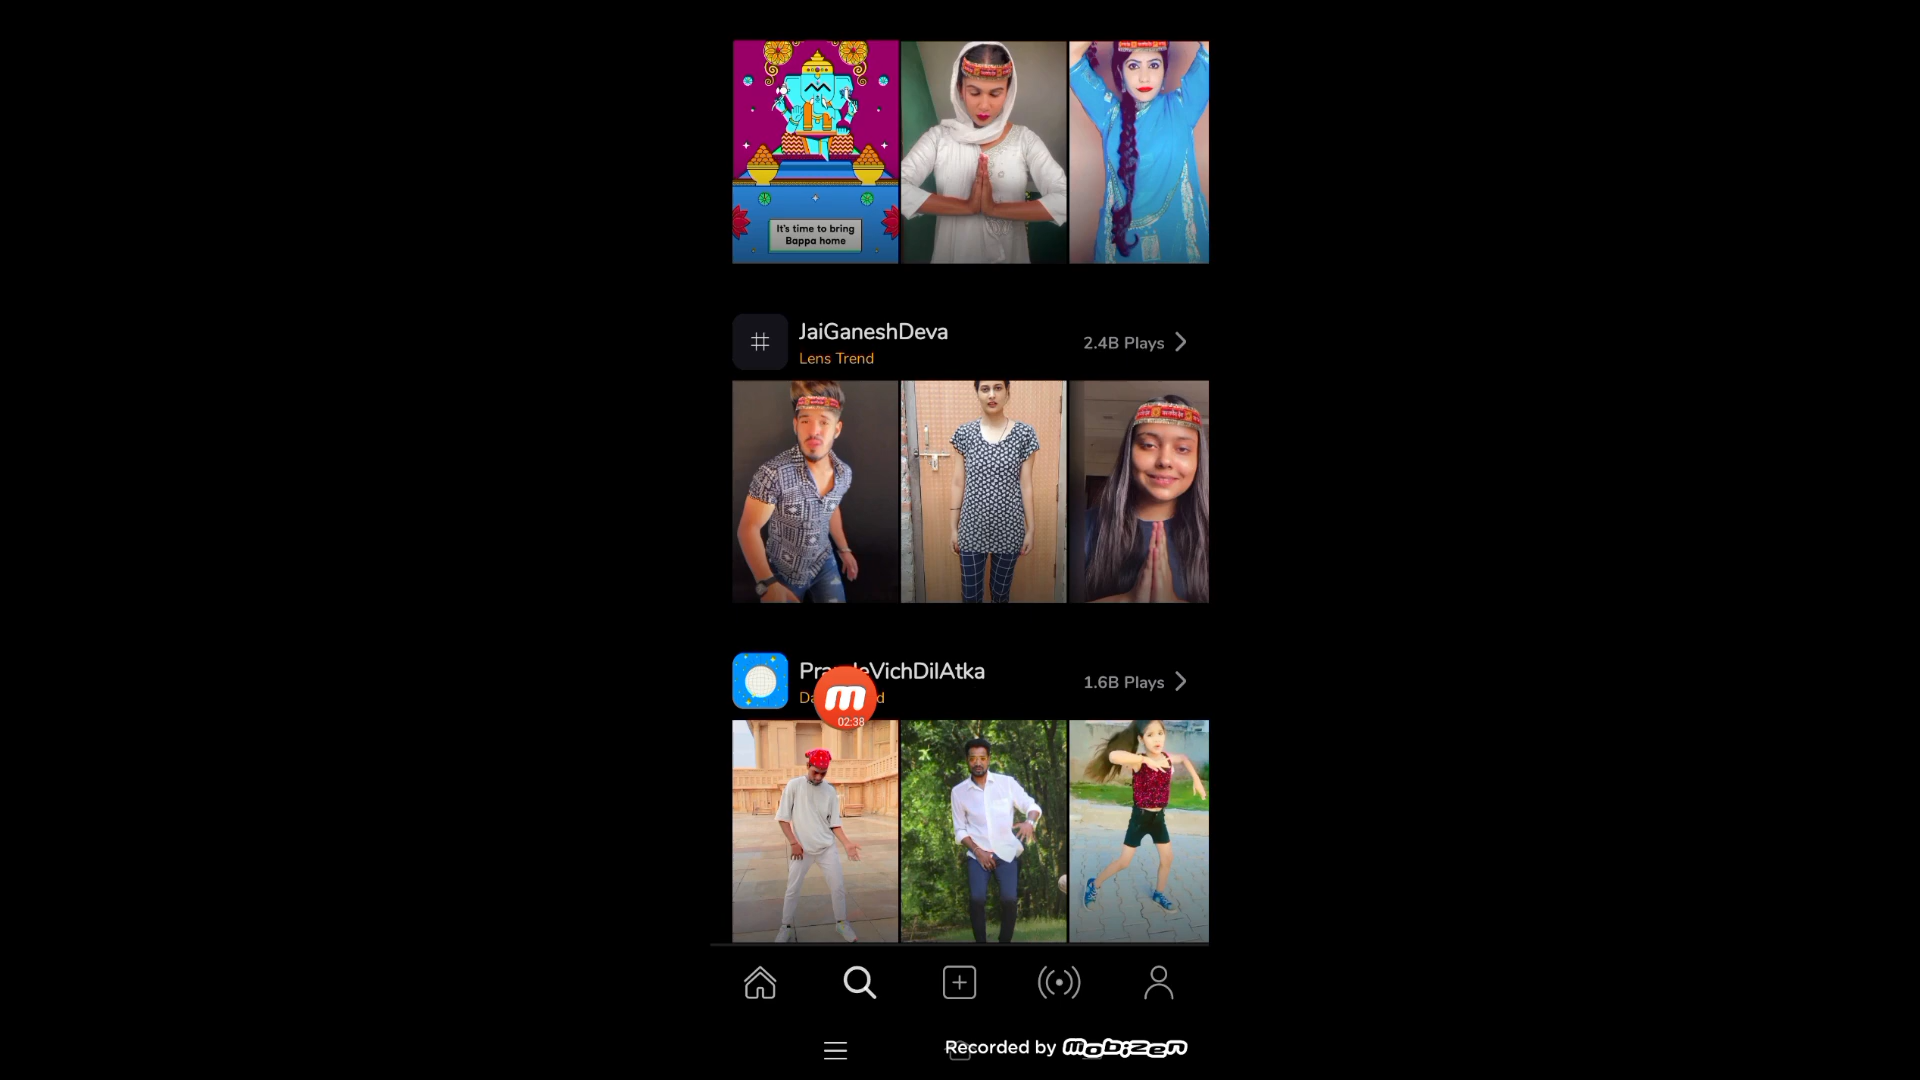 It's time to bring
Bappa home
JaiGaneshDeva
Lens Trend
2.4B Plays
VichDilAtka
1.6B Plays
02:38
Recorded by mobizen